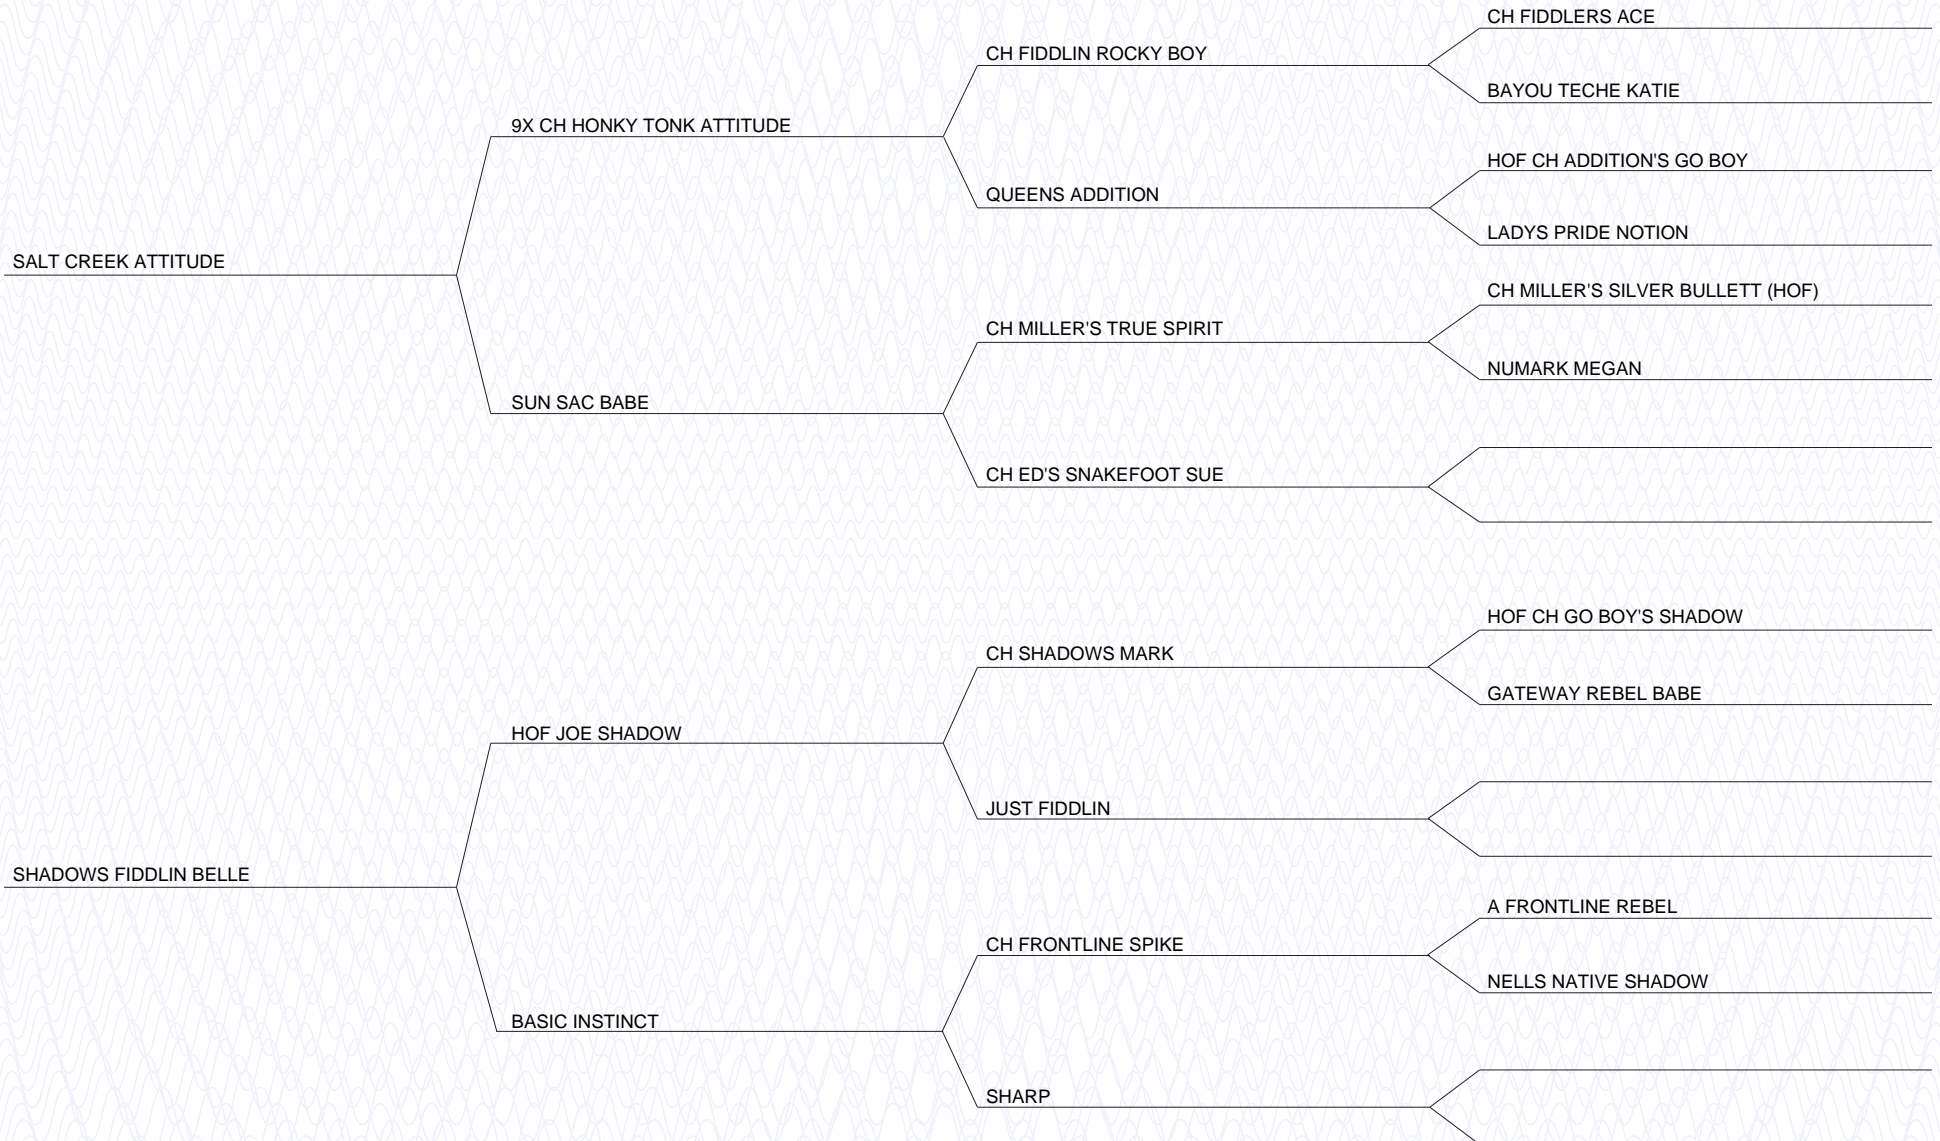 CH FIDDLERS ACE
CH FIDDLIN ROCKY BOY
BAYOU TECHE KATIE
9X CH HONKY TONK ATTITUDE
HOF CH ADDITION'S GO BOY
QUEENS ADDITION
LADYS PRIDE NOTION
SALT CREEK ATTITUDE
CH MILLER'S SILVER BULLETT (HOF)
CH MILLER'S TRUE SPIRIT
NUMARK MEGAN
SUN SAC BABE
CH ED'S SNAKEFOOT SUE
HOF CH GO BOY'S SHADOW
CH SHADOWS MARK
GATEWAY REBEL BABE
HOF JOE SHADOW
JUST FIDDLIN
SHADOWS FIDDLIN BELLE
A FRONTLINE REBEL
CH FRONTLINE SPIKE
NELLS NATIVE SHADOW
BASIC INSTINCT
SHARP